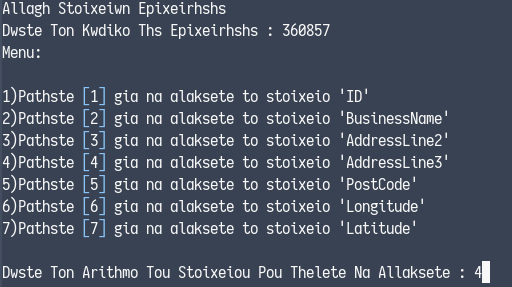 Allagh Stoixeiwn Epixeirhshs
Dwste Ton Kwdiko Ths Epixeirhshs : 360857
Menu:
1)Pathste [1] gia na alaksete to stoixeio 'ID'
2)Pathste [2] gia na alaksete to stoixeio 'BusinessName'
3)Pathste [3] gia na alaksete to stoixeio 'AddressLine2'
4)Pathste [4] gia na alaksete to stoixeio 'AddressLine3'
5)Pathste [5] gia na alaksete to stoixeio 'PostCode'
6)Pathste [6] gia na alaksete to stoixeio 'Longitude'
7)Pathste [7] gia na alaksete to stoixeio 'Latitude'
Dwste Ton Arithmo Tou Stoixeiou Pou Thelete Na Allaksete : 4